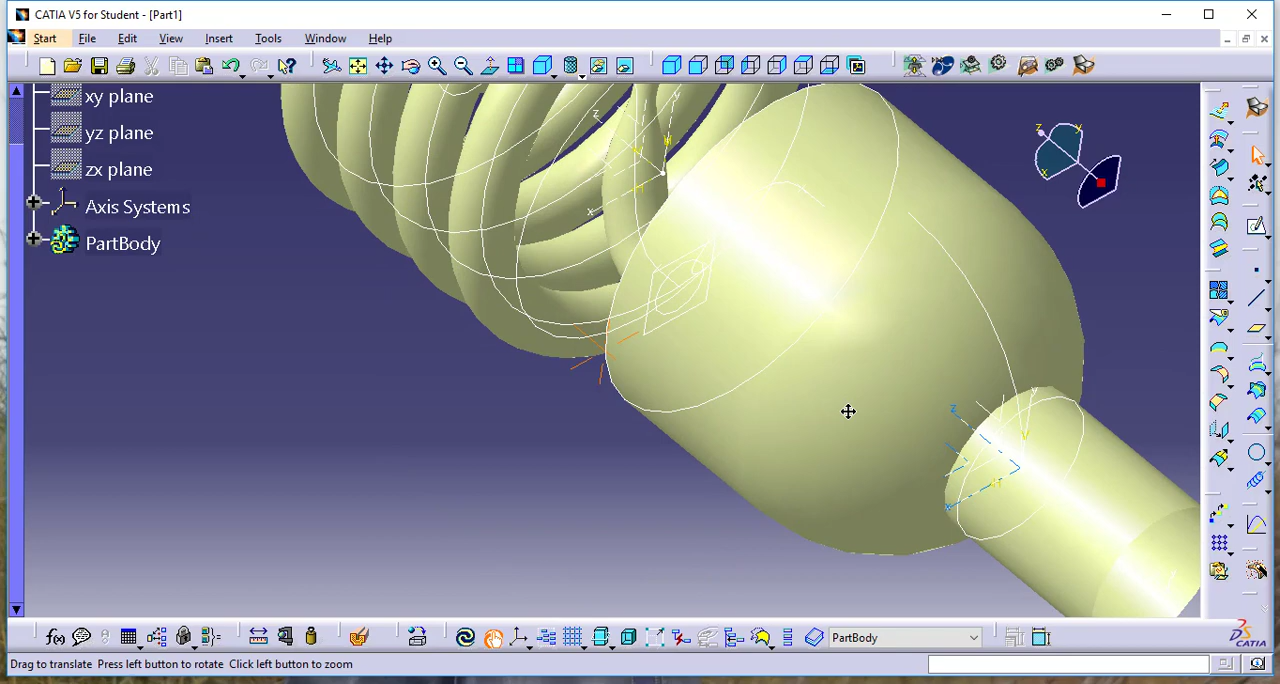 CATIA V5 for Student - [Part1]
Start File Edit View Insert Tools Window Help
xy plane
yz plane
zx plane
Axis Systems
PartBody
z
y
x
z
y
x
H
V
H
z
y
V
H
x
f(x)
PartBody
CATIA
Drag to translate Press left button to rotate Click left button to zoom